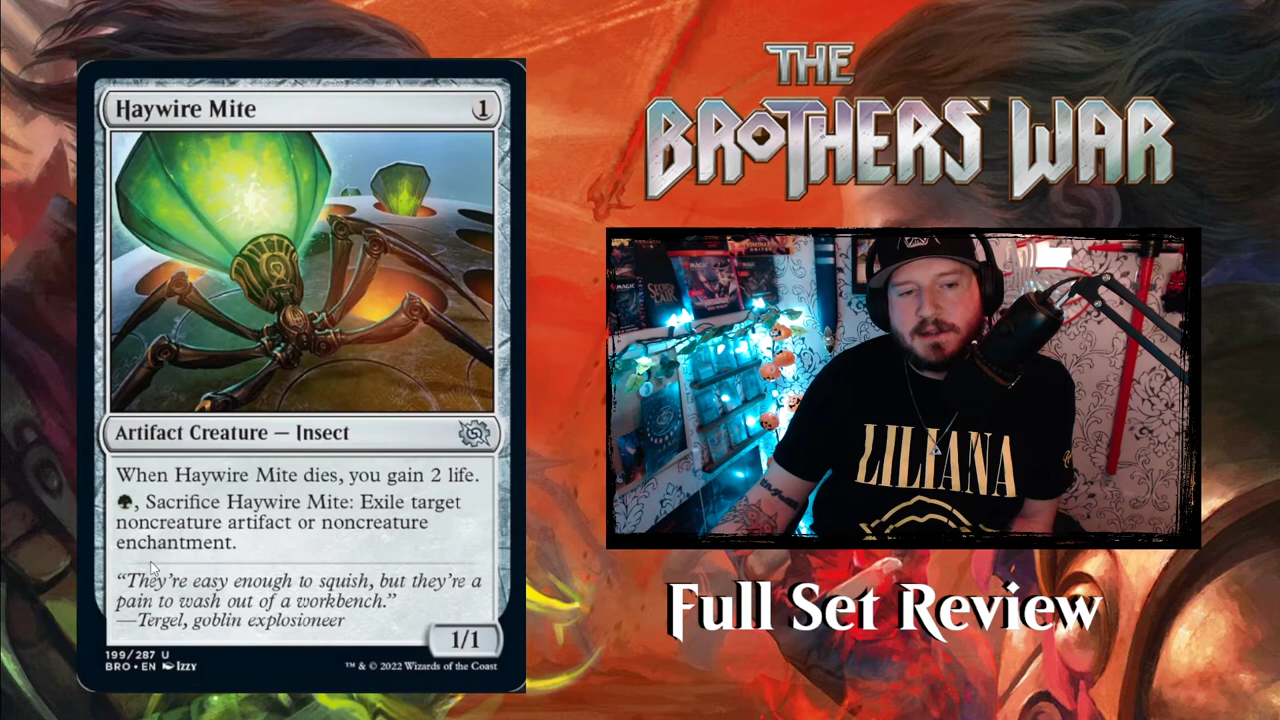 Haywire Mite 1
Artifact Creature — Insect
When Haywire Mite dies, you gain 2 life.
, Sacrifice Haywire Mite: Exile target
noncreature artifact or noncreature
enchantment.
“They’re easy enough to squish, but they’re a
pain to wash out of a workbench.”
—Tergel, goblin explosioneer
1/1
199/287 U
BRO • EN Izzy
™ & © 2022 Wizards of the Coast
THE
BROTHERS' WAR
MAGIC
LILIANA
Full Set Review